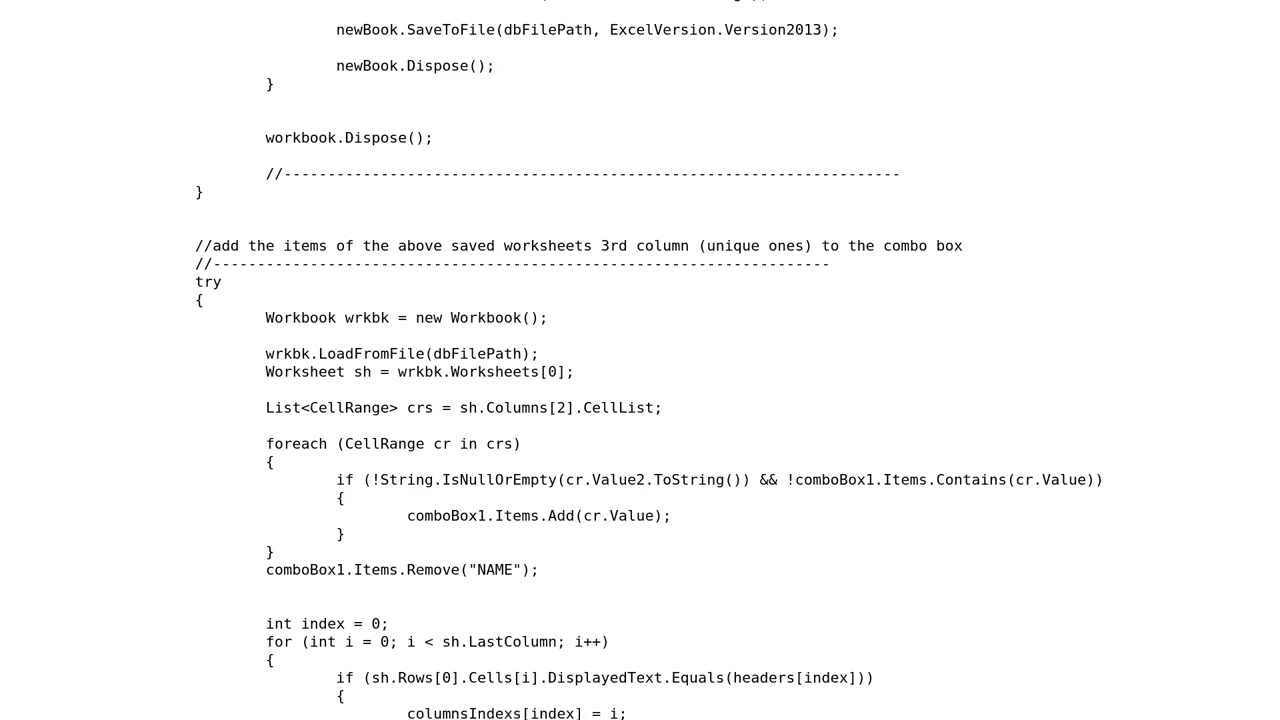 newBook.SaveToFile(dbFilePath, ExcelVersion.Version2013);
newBook.Dispose();
}
workbook.Dispose();
//----------------------------------------------------------------------
}
//add the items of the above saved worksheets 3rd column (unique ones) to the combo box
//----------------------------------------------------------------------
try
{
Workbook wrkbk = new Workbook();
wrkbk.LoadFromFile(dbFilePath);
Worksheet sh = wrkbk.Worksheets[0];
List<CellRange> crs = sh.Columns[2].CellList;
foreach (CellRange cr in crs)
{
if (!String.IsNullOrEmpty(cr.Value2.ToString()) && !comboBox1.Items.Contains(cr.Value))
{
comboBox1.Items.Add(cr.Value);
}
}
comboBox1.Items.Remove("NAME");
int index = 0;
for (int i = 0; i < sh.LastColumn; i++)
{
if (sh.Rows[0].Cells[i].DisplayedText.Equals(headers[index]))
{
columnsIndexs[index] = i;